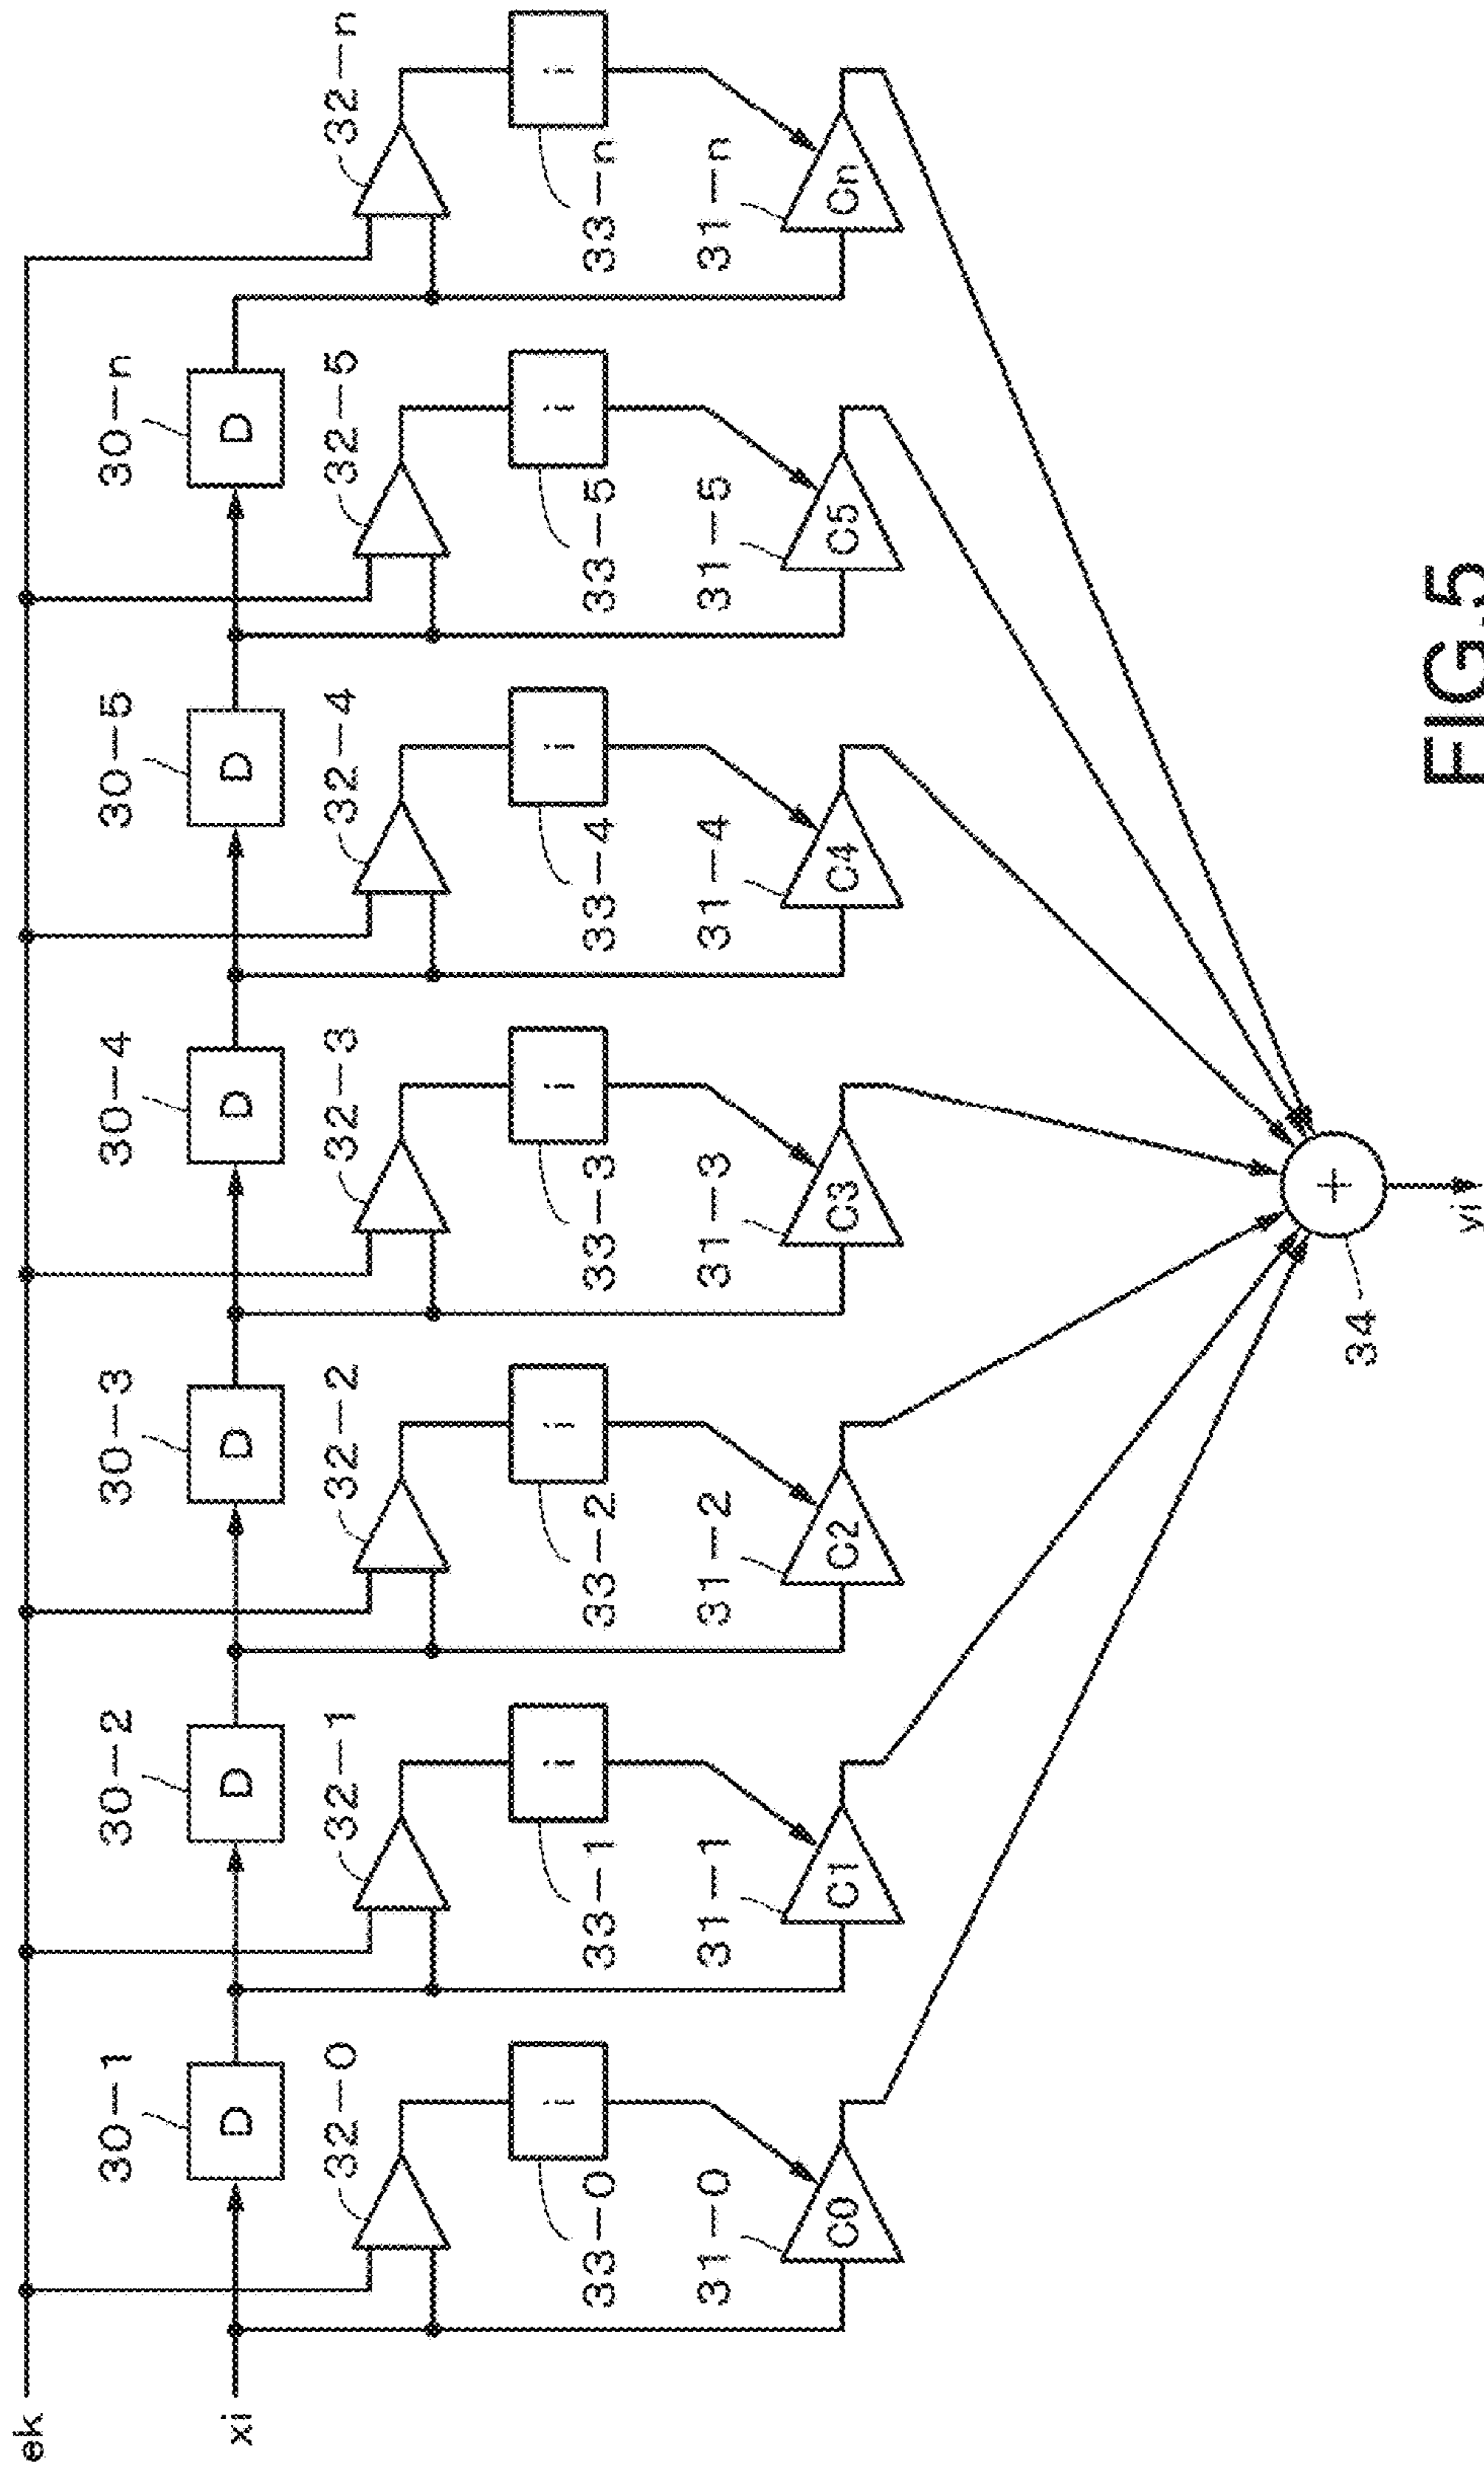 ek
xi
30-1
30-2
30-3
30-4
30-5
30-n
D
D
D
D
D
D
32-0
32-1
32-2
32-3
32-4
32-5
32-n
i
i
i
i
i
i
i
33-0
33-1
33-2
33-3
33-4
33-5
33-n
31-0
31-1
31-2
31-3
31-4
31-5
31-n
C0
C1
C2
C3
C4
C5
Cn
+
34
yi
FIG.5